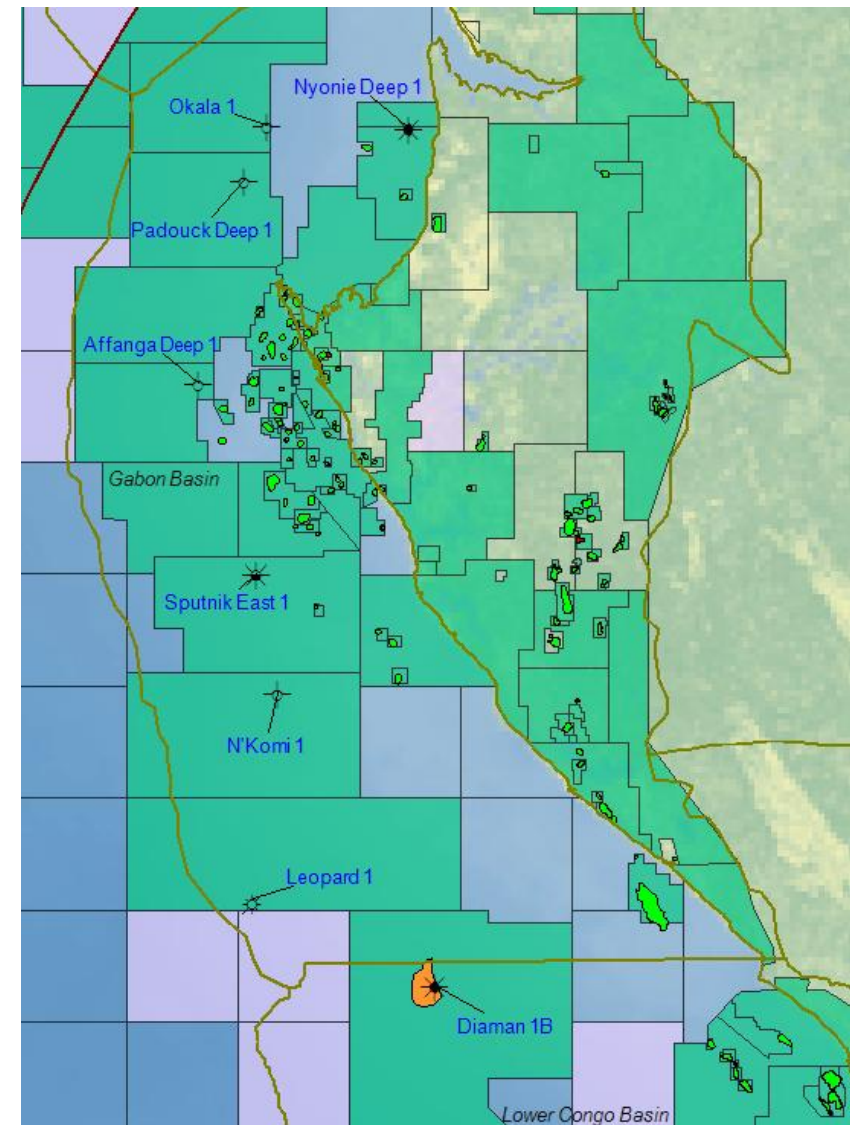 Nyonie Deep 1
Okala 1
Padouck Deep 1
Affanga Deep 1
Gabon Basin
Sputnik East 1
N'Komi 1
Leopard 1
Diaman 1B
Lower Congo Basin